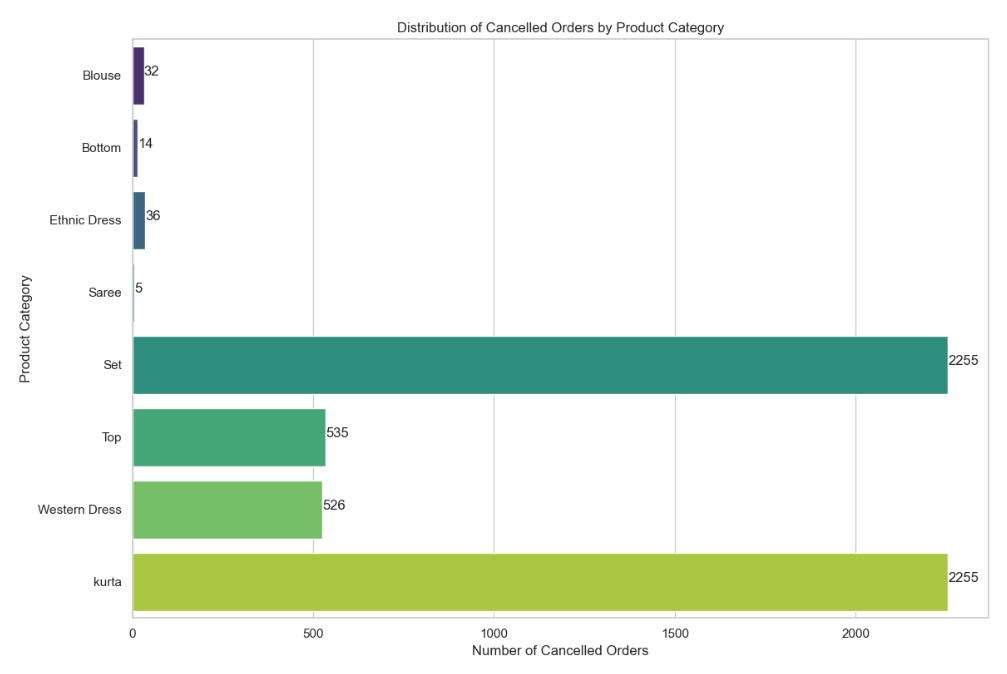 Distribution of Cancelled Orders by Product Category
Product Category
Blouse 32
Bottom 14
Ethnic Dress 36
Saree 5
Set 2255
Top 535
Western Dress 526
kurta 2255
0 500 1000 1500 2000
Number of Cancelled Orders